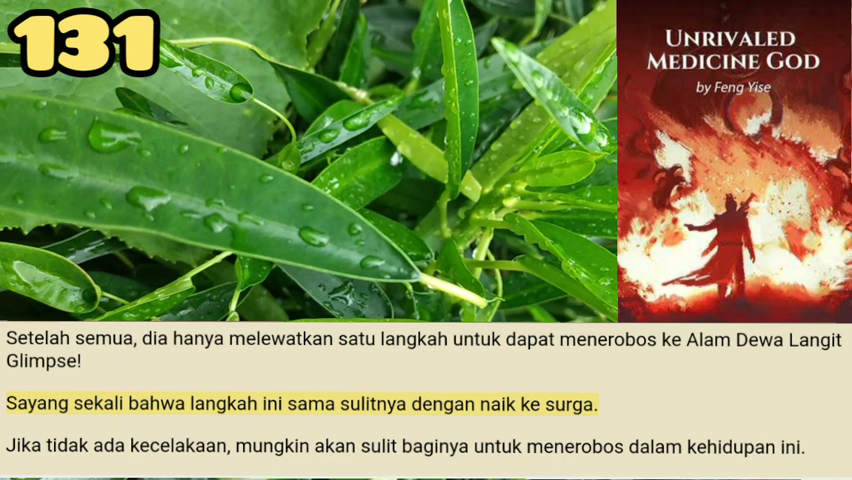 131
UNRIVALED
MEDICINE GOD
by Feng Yise
Setelah semua, dia hanya melewatkan satu langkah untuk dapat menerobos ke Alam Dewa Langit
Glimpse!
Sayang sekali bahwa langkah ini sama sulitnya dengan naik ke surga.
Jika tidak ada kecelakaan, mungkin akan sulit baginya untuk menerobos dalam kehidupan ini.